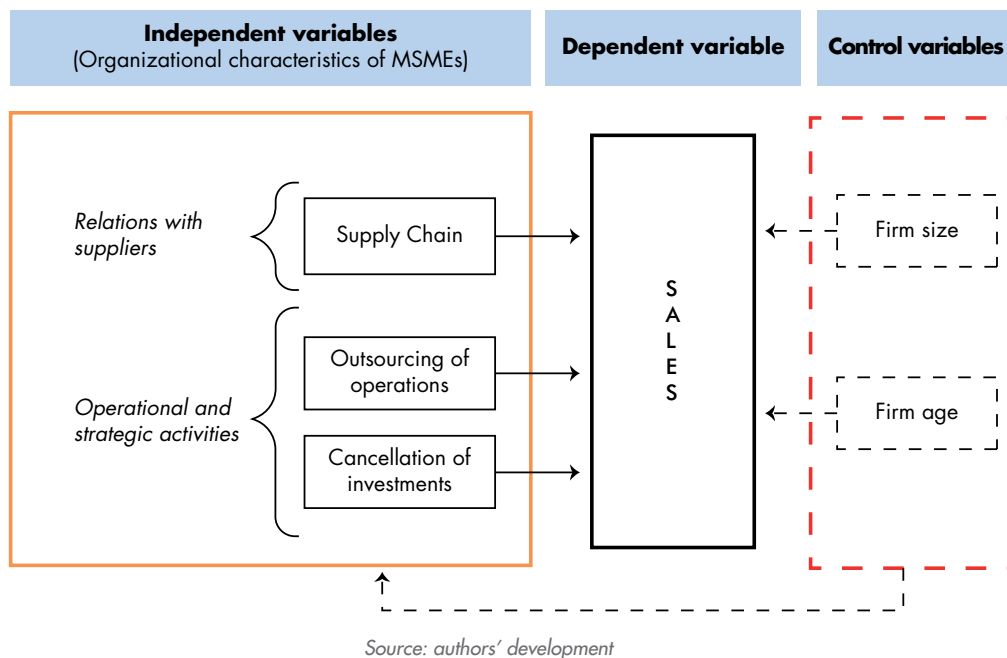 Independent variables
(Organizational characteristics of MSMEs)
Dependent variable
Control variables
Relations with
suppliers
Supply Chain
Operational and
strategic activities
Outsourcing of
operations
Cancellation of
investments
S
A
L
E
S
Firm size
Firm age
Source: authors’ development